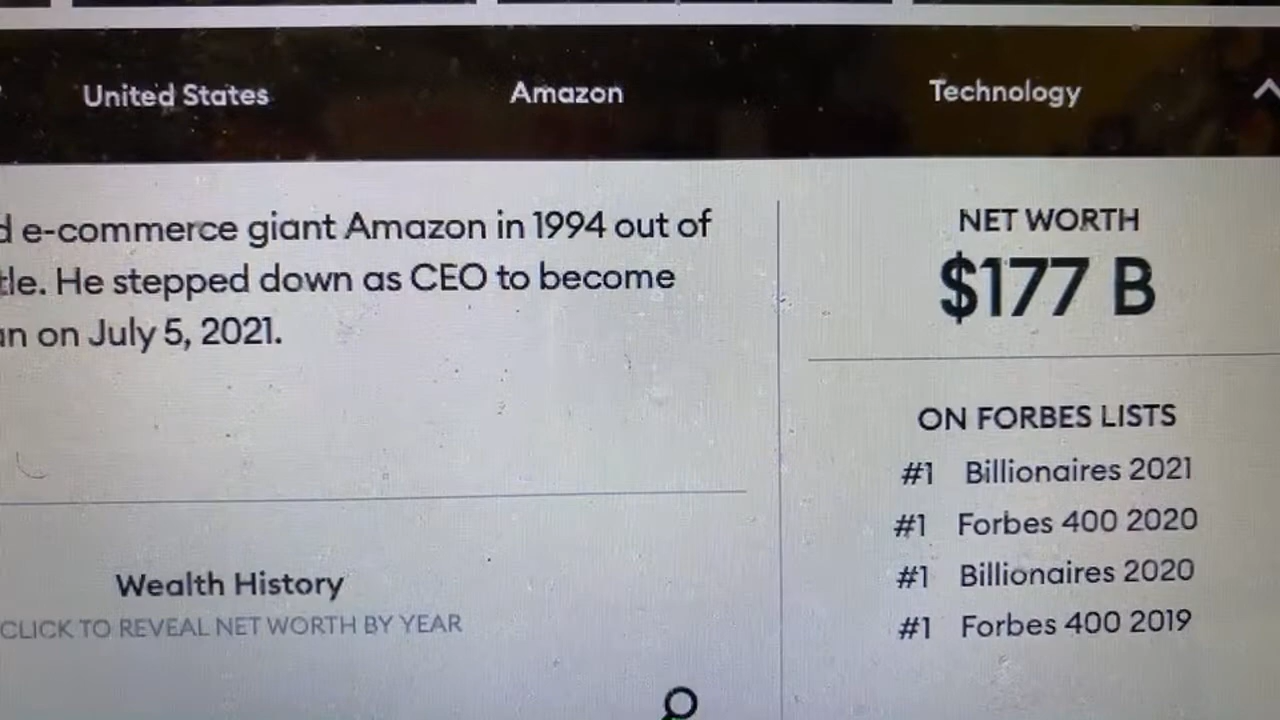 United States Amazon Technology
d e-commerce giant Amazon in 1994 out of
tle. He stepped down as CEO to become
an on July 5, 2021.
NET WORTH
$177 B
ON FORBES LISTS
#1 Billionaires 2021
#1 Forbes 400 2020
#1 Billionaires 2020
#1 Forbes 400 2019
Wealth History
CLICK TO REVEAL NET WORTH BY YEAR